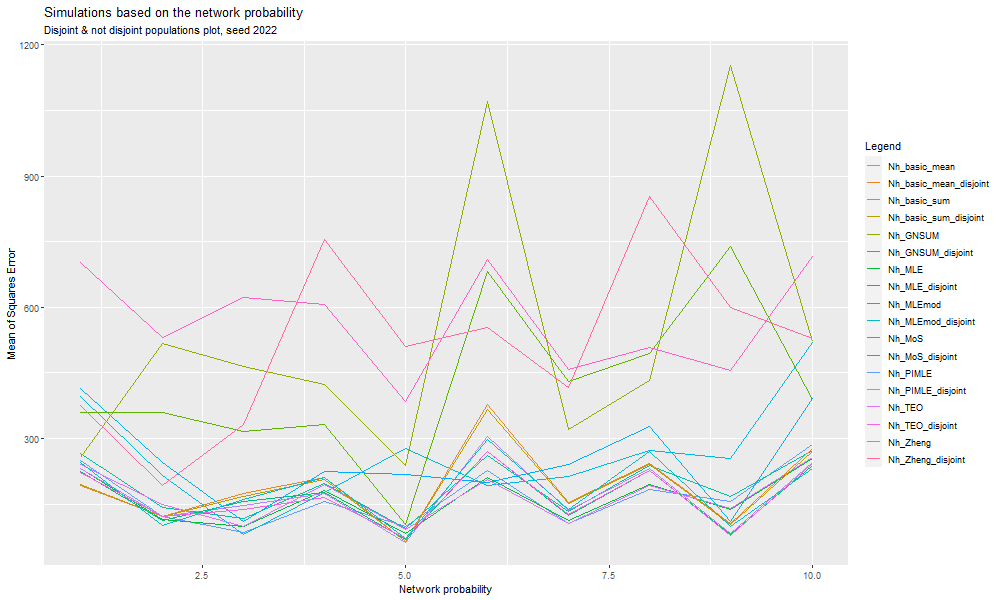 Simulations based on the network probability
Disjoint & not disjoint populations plot, seed 2022
1200
900
600
300
Mean of Squares Error
2.5
5.0
7.5
10.0
Network probability
Legend
Nh_basic_mean
Nh_basic_mean_disjoint
Nh_basic_sum
Nh_basic_sum_disjoint
Nh_GNSUM
Nh_GNSUM_disjoint
Nh_MLE
Nh_MLE_disjoint
Nh_MLEmod
Nh_MLEmod_disjoint
Nh_MoS
Nh_MoS_disjoint
Nh_PIMLE
Nh_PIMLE_disjoint
Nh_TEO
Nh_TEO_disjoint
Nh_Zheng
Nh_Zheng_disjoint